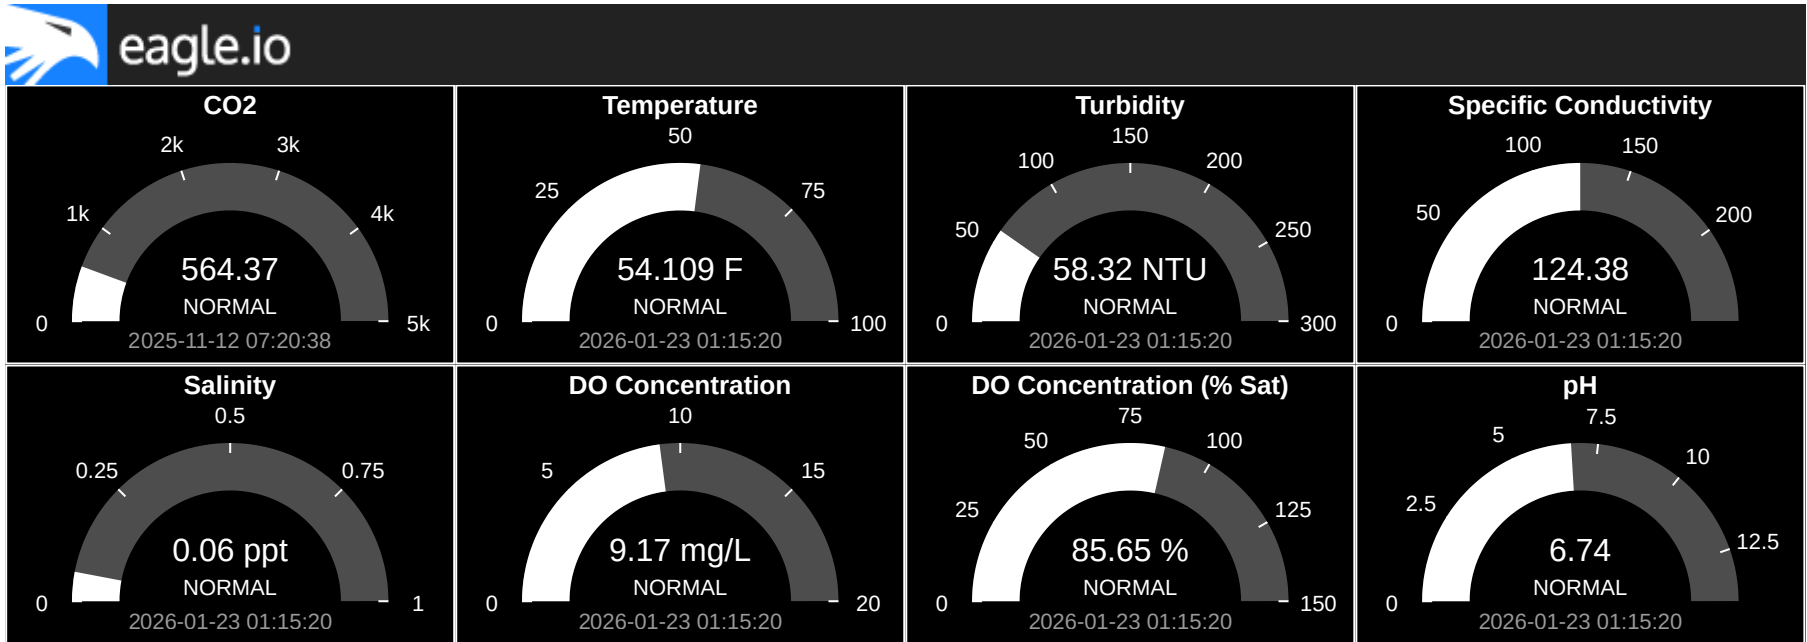 eagle.io
CO2
2k
3k
1k
4k
0
5k
564.37
NORMAL
2025-11-12 07:20:38
Temperature
50
25
75
0
100
54.109 F
NORMAL
2026-01-23 01:15:20
Turbidity
150
100
200
50
250
0
300
58.32 NTU
NORMAL
2026-01-23 01:15:20
Specific Conductivity
100
150
50
200
0
124.38
NORMAL
2026-01-23 01:15:20
Salinity
0.5
0.25
0.75
0
1
0.06 ppt
NORMAL
2026-01-23 01:15:20
DO Concentration
10
5
15
0
20
9.17 mg/L
NORMAL
2026-01-23 01:15:20
DO Concentration (% Sat)
75
50
100
25
125
0
150
85.65 %
NORMAL
2026-01-23 01:15:20
pH
7.5
5
10
2.5
12.5
0
6.74
NORMAL
2026-01-23 01:15:20